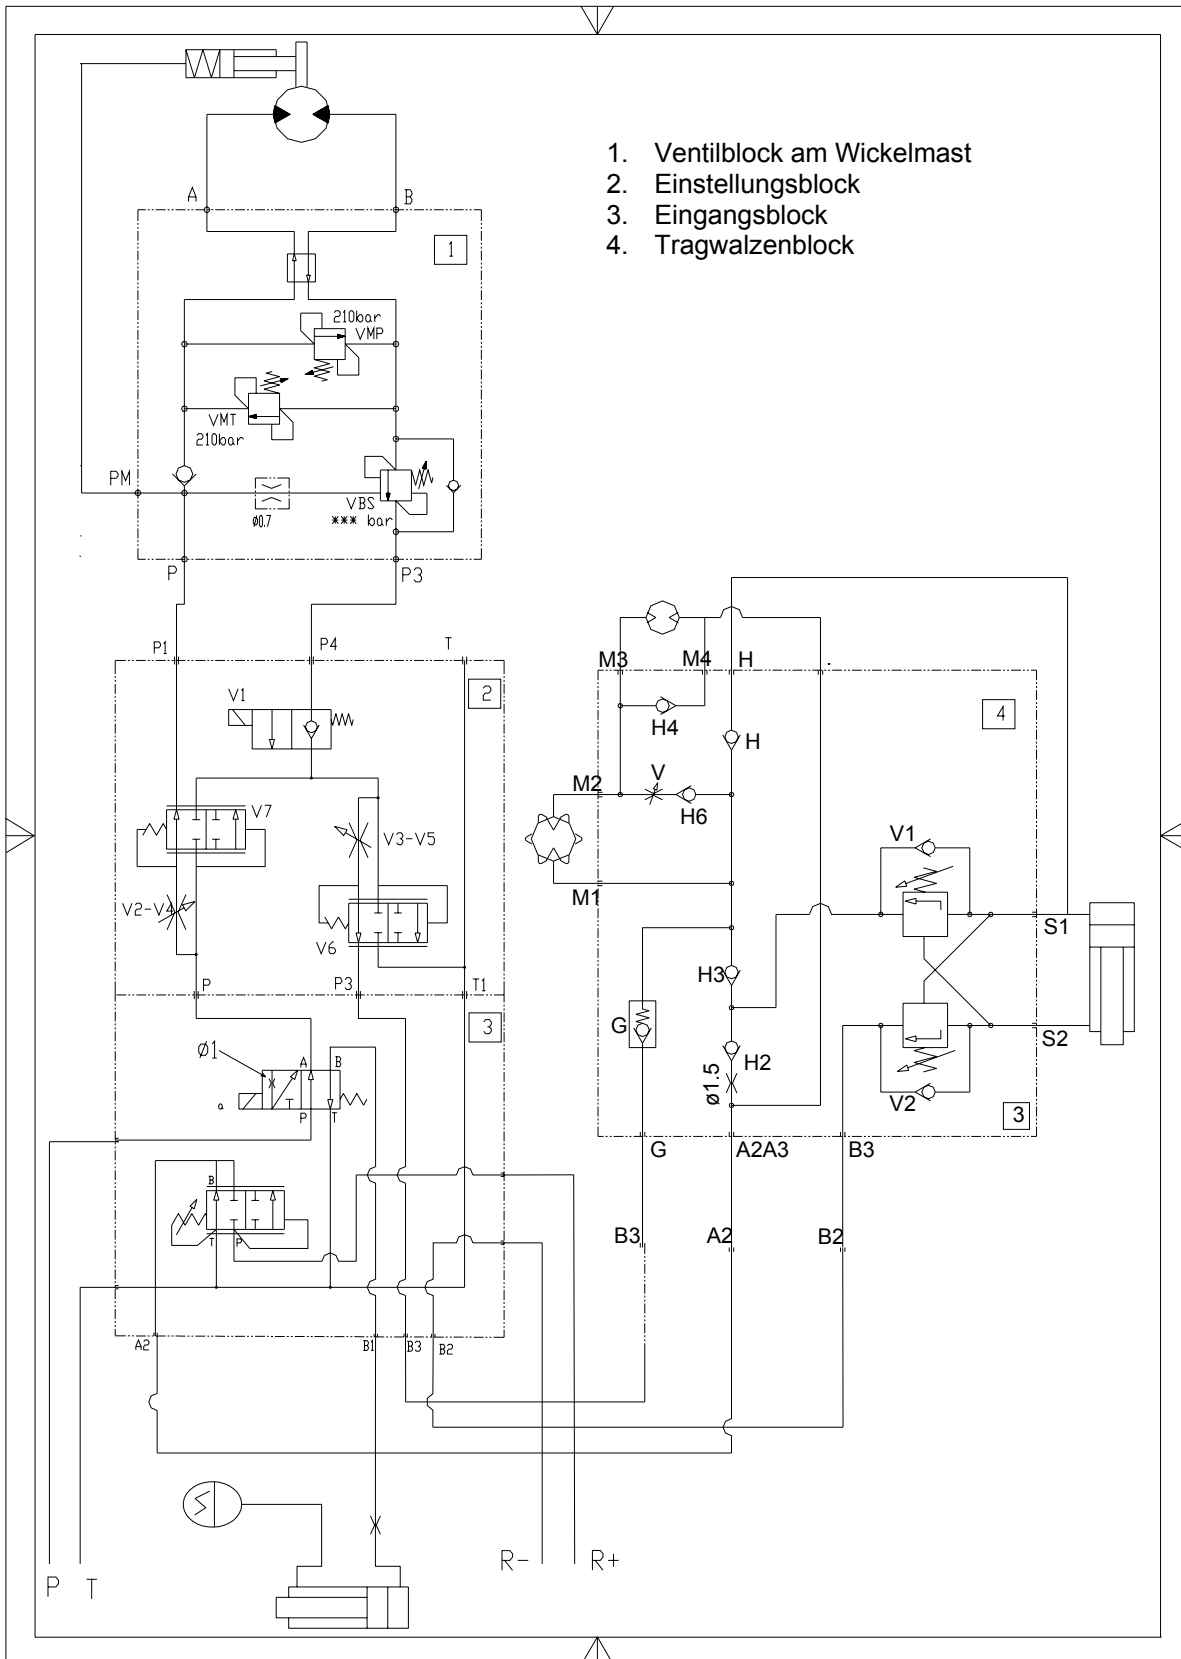 1. Ventilblock am Wickelmast
2. Einstellungsblock
3. Eingangsblock
4. Tragwalzenblock
A B
1
210bar
VMP
VMT
210bar
PM
VBS
*** bar
ø0.7
P P3
P1 P4 T
V1 2
V7
V3-V5
V2-V4
V6
P P3 T1
3
Ø1
A B
a
P T
B
T P
A2 B1 B3 B2
M3 M4 H .
4
H4 H
M2 V
H6
V1
M1
S1
H3
G
H2 S2
ø1.5
V2
3
G A2A3 B3
B3 A2 B2
R- R+
P T